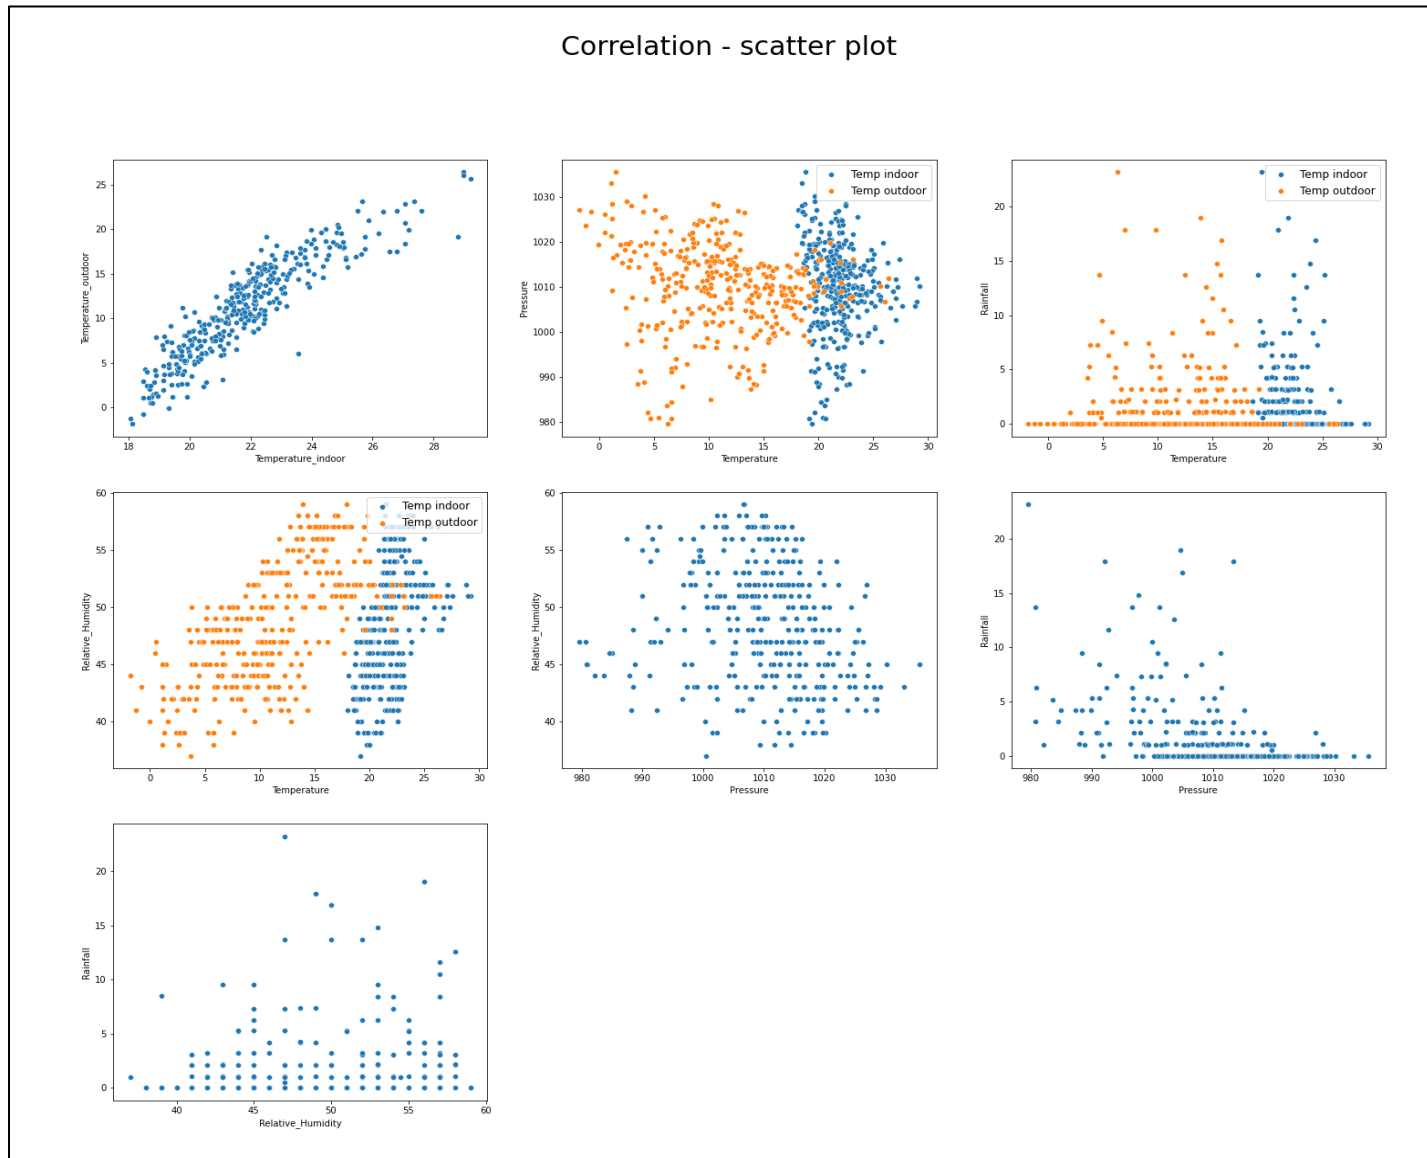 Correlation - scatter plot
25
20
15
10
5
0
Temperature_outdoor
18 20 22 24 26 28
Temperature_indoor
Temp indoor
Temp outdoor
1030
1020
1010
1000
990
980
Pressure
0 5 10 15 20 25 30
Temperature
Temp indoor
Temp outdoor
20
15
10
5
0
Rainfall
0 5 10 15 20 25 30
Temperature
Temp indoor
Temp outdoor
60
55
50
45
40
Relative_Humidity
0 5 10 15 20 25 30
Temperature
60
55
50
45
40
Relative_Humidity
980 990 1000 1010 1020 1030
Pressure
20
15
10
5
0
Rainfall
980 990 1000 1010 1020 1030
Pressure
20
15
10
5
0
Rainfall
40 45 50 55 60
Relative_Humidity